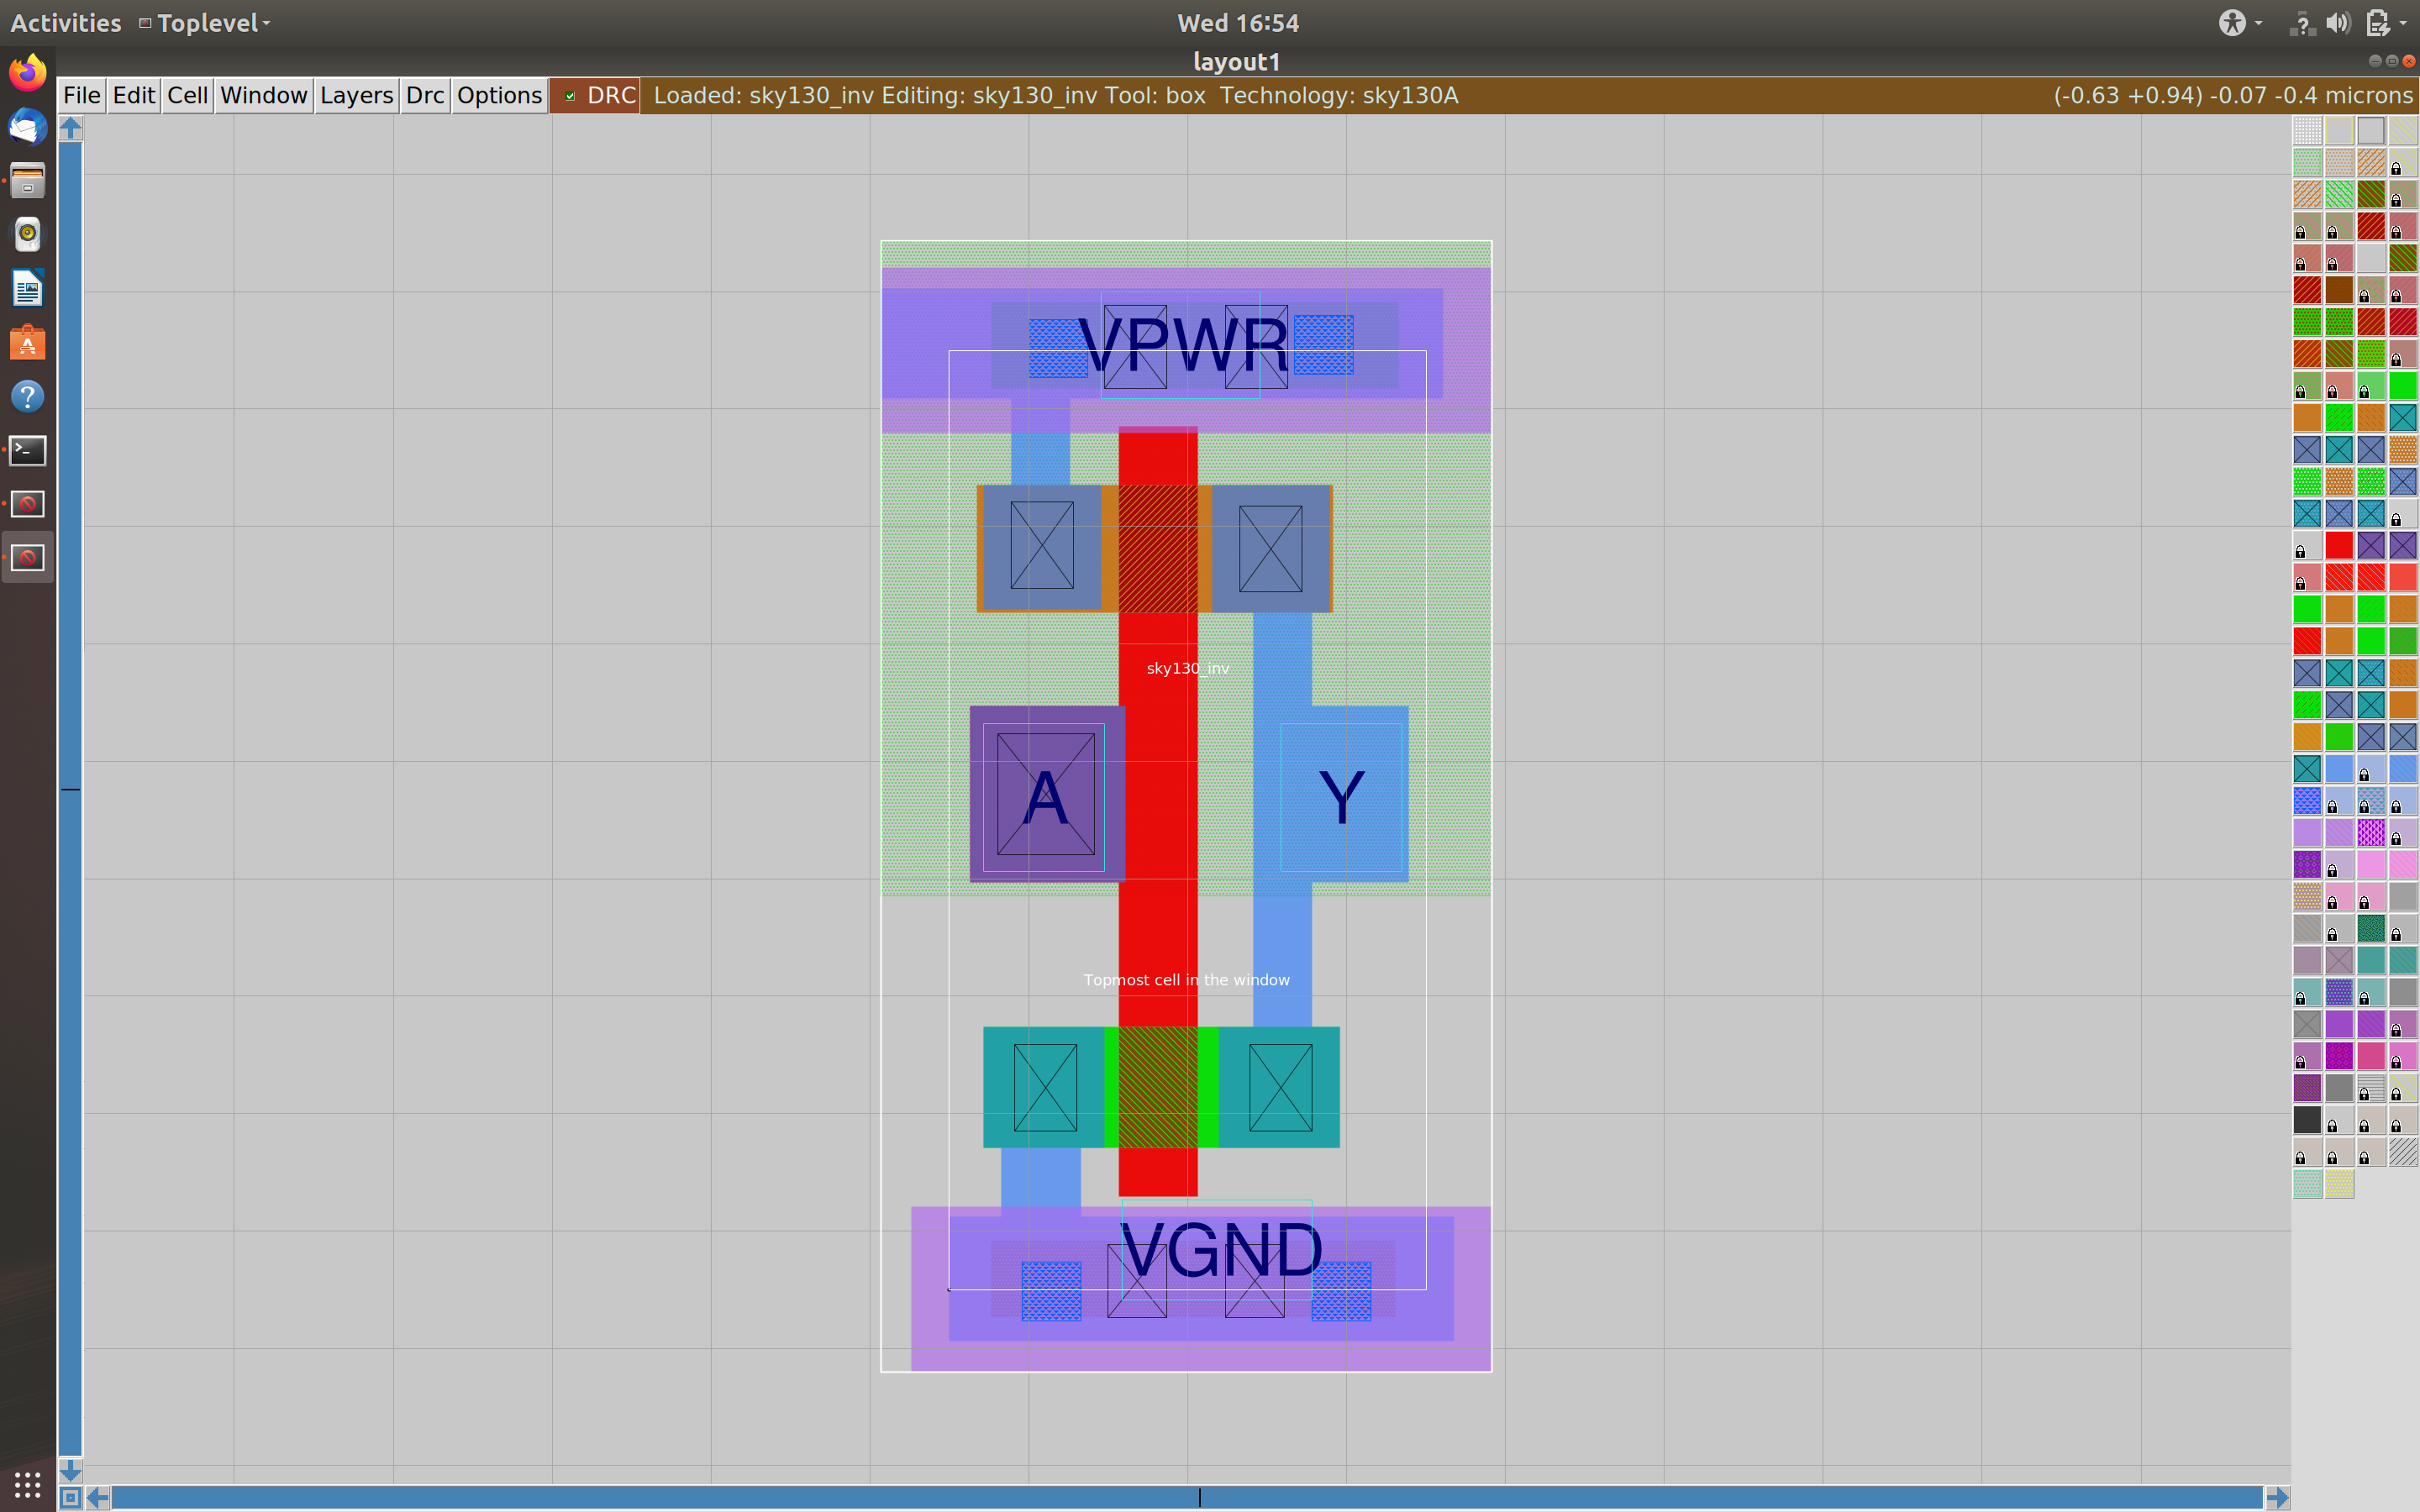 Activities Toplevel Wed 16:54
layout1
File Edit Cell Window Layers Drc Options DRC Loaded: sky130_inv Editing: sky130_inv Tool: box Technology: sky130A (-0.63 +0.94) -0.07 -0.4 microns
VPWR
sky130_inv
A Y
Topmost cell in the window
VGND